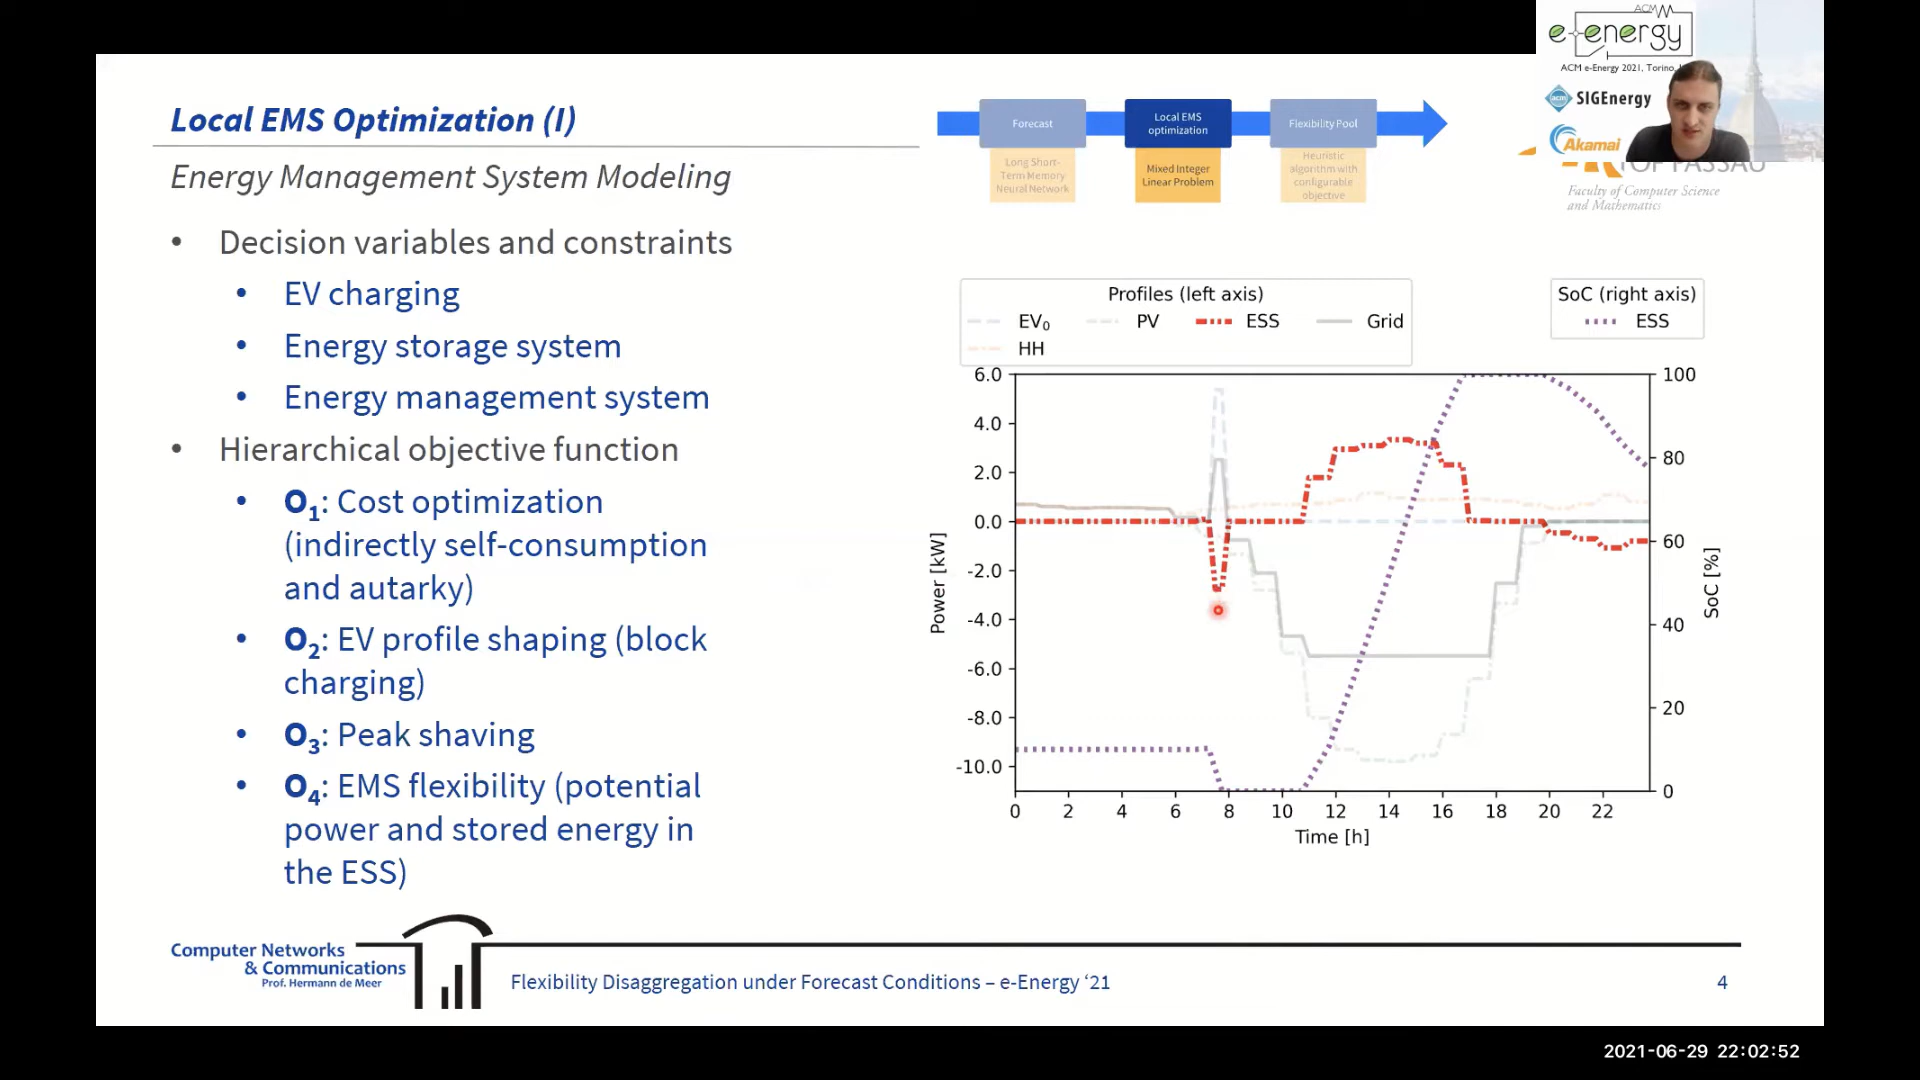 Local EMS Optimization (I)
Energy Management System Modeling
• Decision variables and constraints
• EV charging
• Energy storage system
• Energy management system
• Hierarchical objective function
• O1: Cost optimization
(indirectly self-consumption
and autarky)
• O2: EV profile shaping (block
charging)
• O3: Peak shaving
• O4: EMS flexibility (potential
power and stored energy in
the ESS)
Forecast
Long Short-
Term Memory
Neural Network
Local EMS
optimization
Mixed Integer
Linear Problem
Flexibility Pool
Heuristic
algorithm with
configurable
objective
ACM
e-energy
ACM e-Energy 2021, Torino,
acm SIGEnergy
Akamai
OF PASSAU
Faculty of Computer Science
and Mathematics
Profiles (left axis)
EV0 PV ESS Grid
HH
SoC (right axis)
ESS
6.0
4.0
2.0
0.0
-2.0
-4.0
-6.0
-8.0
-10.0
Power [kW]
100
80
60
40
20
0
SoC [%]
0 2 4 6 8 10 12 14 16 18 20 22
Time [h]
Computer Networks
& Communications
Prof. Hermann de Meer
Flexibility Disaggregation under Forecast Conditions – e-Energy ‘21
4
2021-06-29 22:02:52